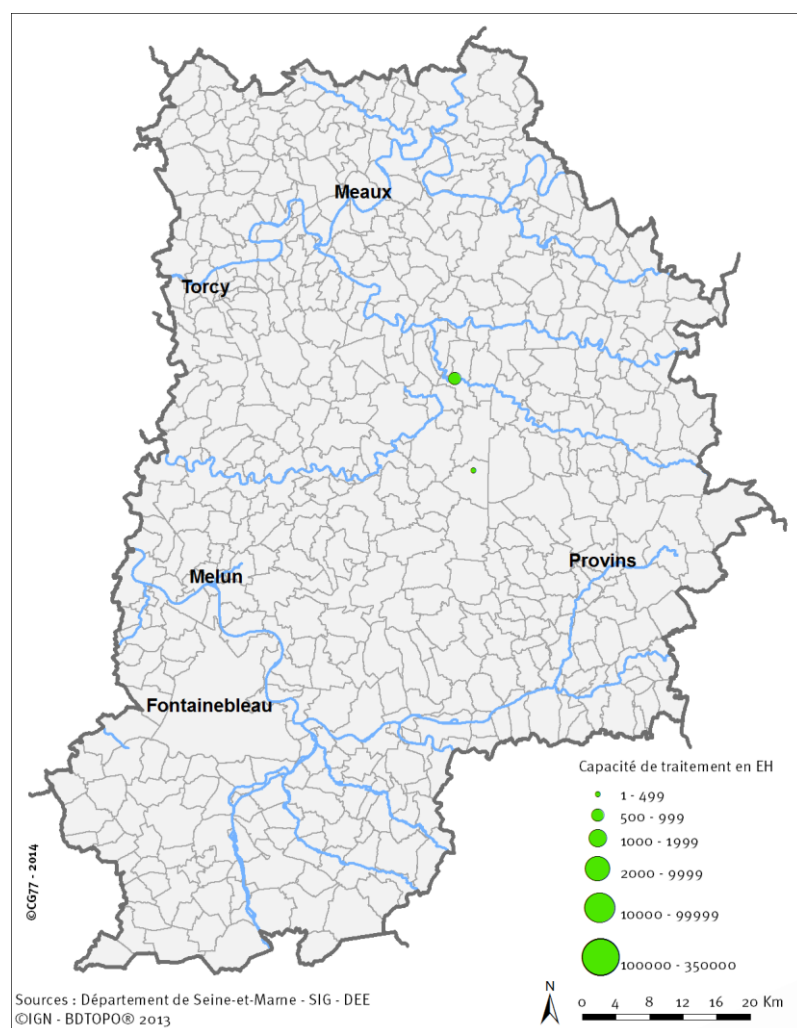 Meaux
Torcy
Provins
Melun
Fontainebleau
Capacité de traitement en EH
1 - 499
500 - 999
1000 - 1999
2000 - 9999
10000 - 99999
100000 - 350000
©CG77 - 2014
N
0 4 8 12 16 20 Km
Sources : Département de Seine-et-Marne - SIG - DEE
©IGN - BDTOPO® 2013